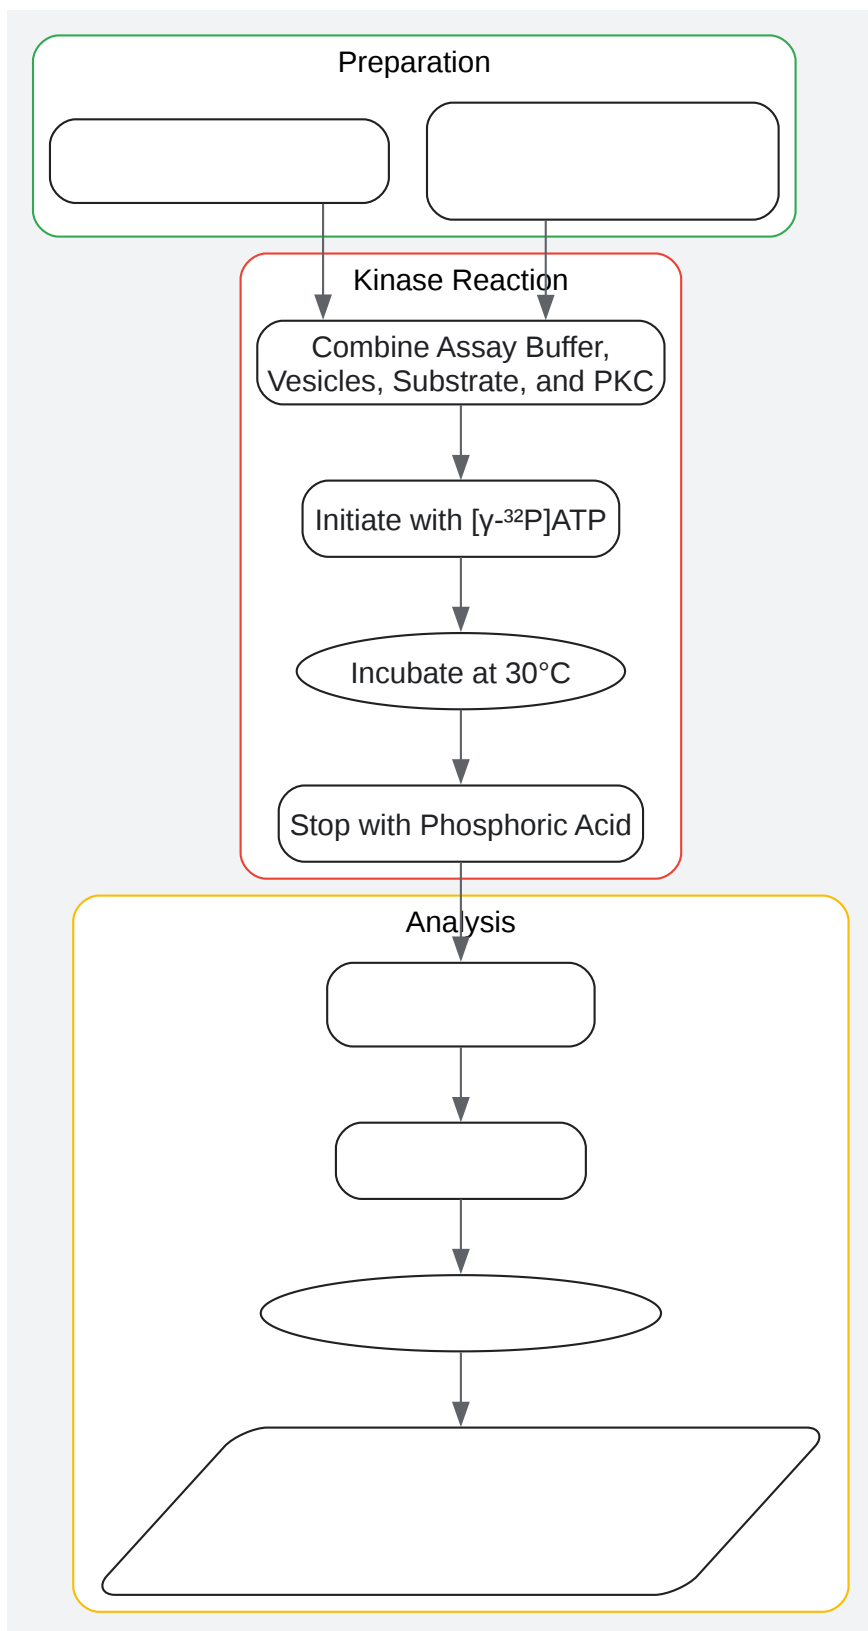 Preparation
Kinase Reaction
Combine Assay Buffer,
Vesicles, Substrate, and PKC
Initiate with [γ-³²P]ATP
Incubate at 30°C
Stop with Phosphoric Acid
Analysis